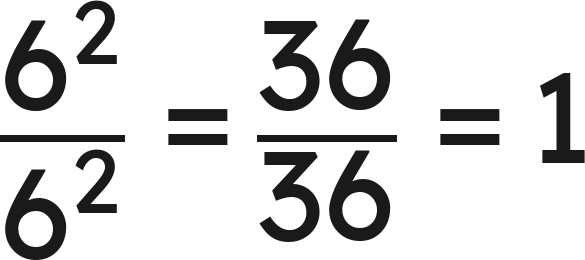 6²/6² = 36/36 = 1